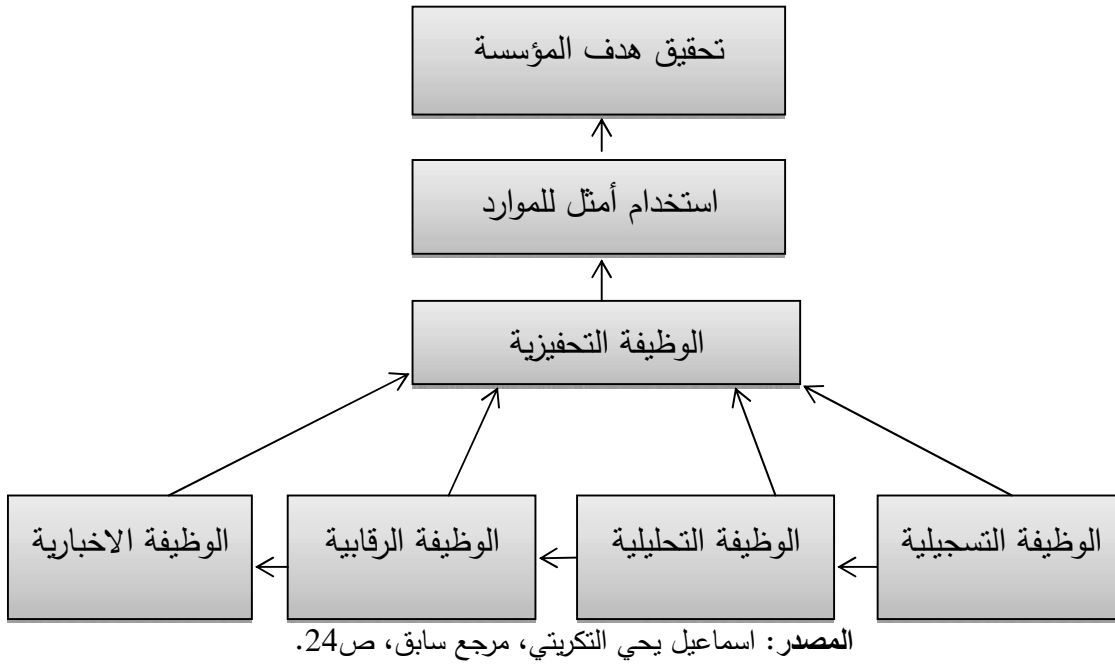 تحقيق هدف المؤسسة
استخدام أمثل للموارد
الوظيفة التحفيزية
الوظيفة التسجيلية
الوظيفة التحليلية
الوظيفة الرقابية
الوظيفة الاخبارية
المصدر: اسماعيل يحي التكريتي، مرجع سابق، ص24.